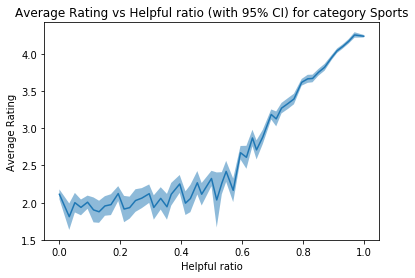 Average Rating vs Helpful ratio (with 95% CI) for category Sports
Average Rating
4.0
3.5
3.0
2.5
2.0
1.5
0.0 0.2 0.4 0.6 0.8 1.0
Helpful ratio